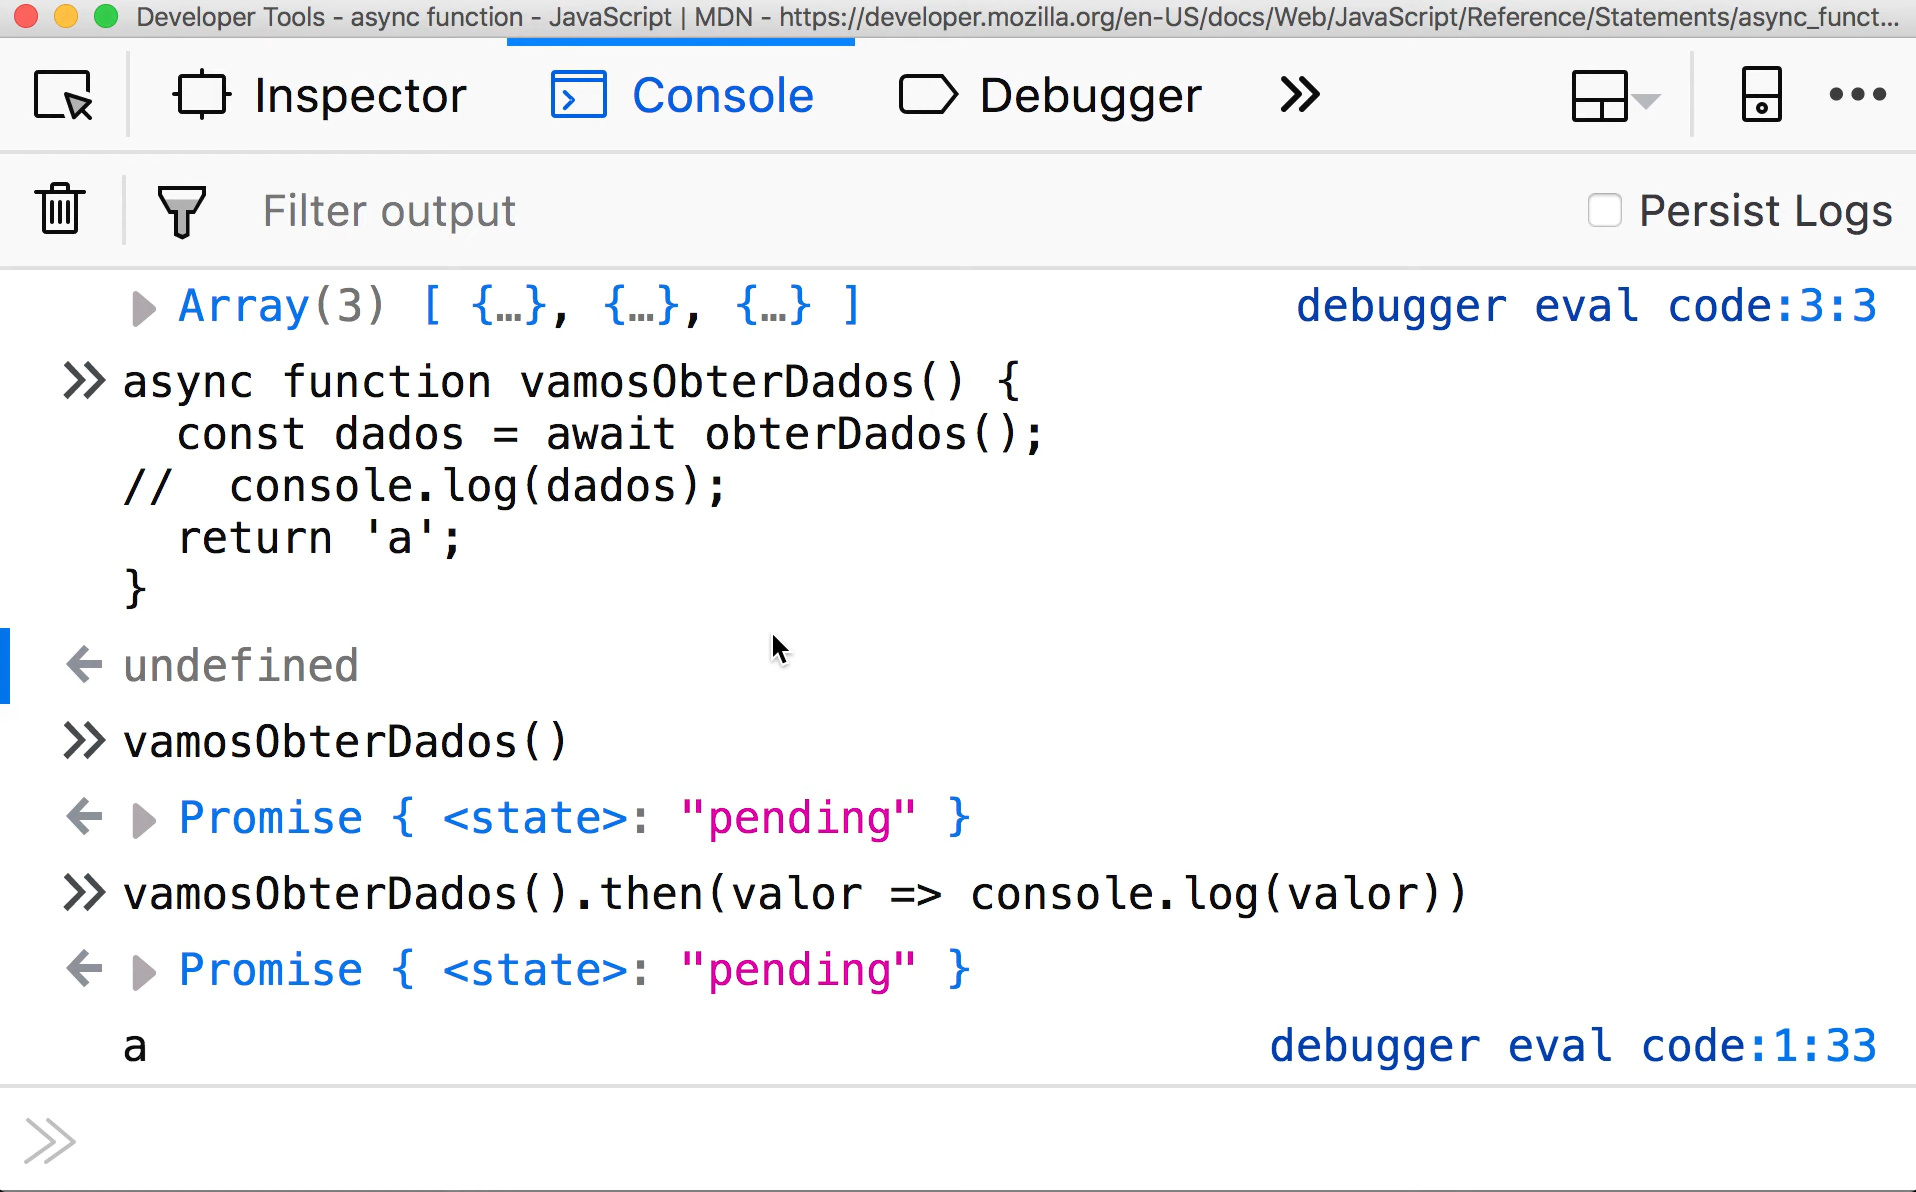 Developer Tools - async function - JavaScript | MDN - https://developer.mozilla.org/en-US/docs/Web/JavaScript/Reference/Statements/async_funct...
Inspector Console Debugger
Filter output Persist Logs
Array(3) [ {…}, {…}, {…} ] debugger eval code:3:3
async function vamosObterDados() {
  const dados = await obterDados();
//  console.log(dados);
  return 'a';
}
undefined
vamosObterDados()
Promise { <state>: "pending" }
vamosObterDados().then(valor => console.log(valor))
Promise { <state>: "pending" }
a debugger eval code:1:33